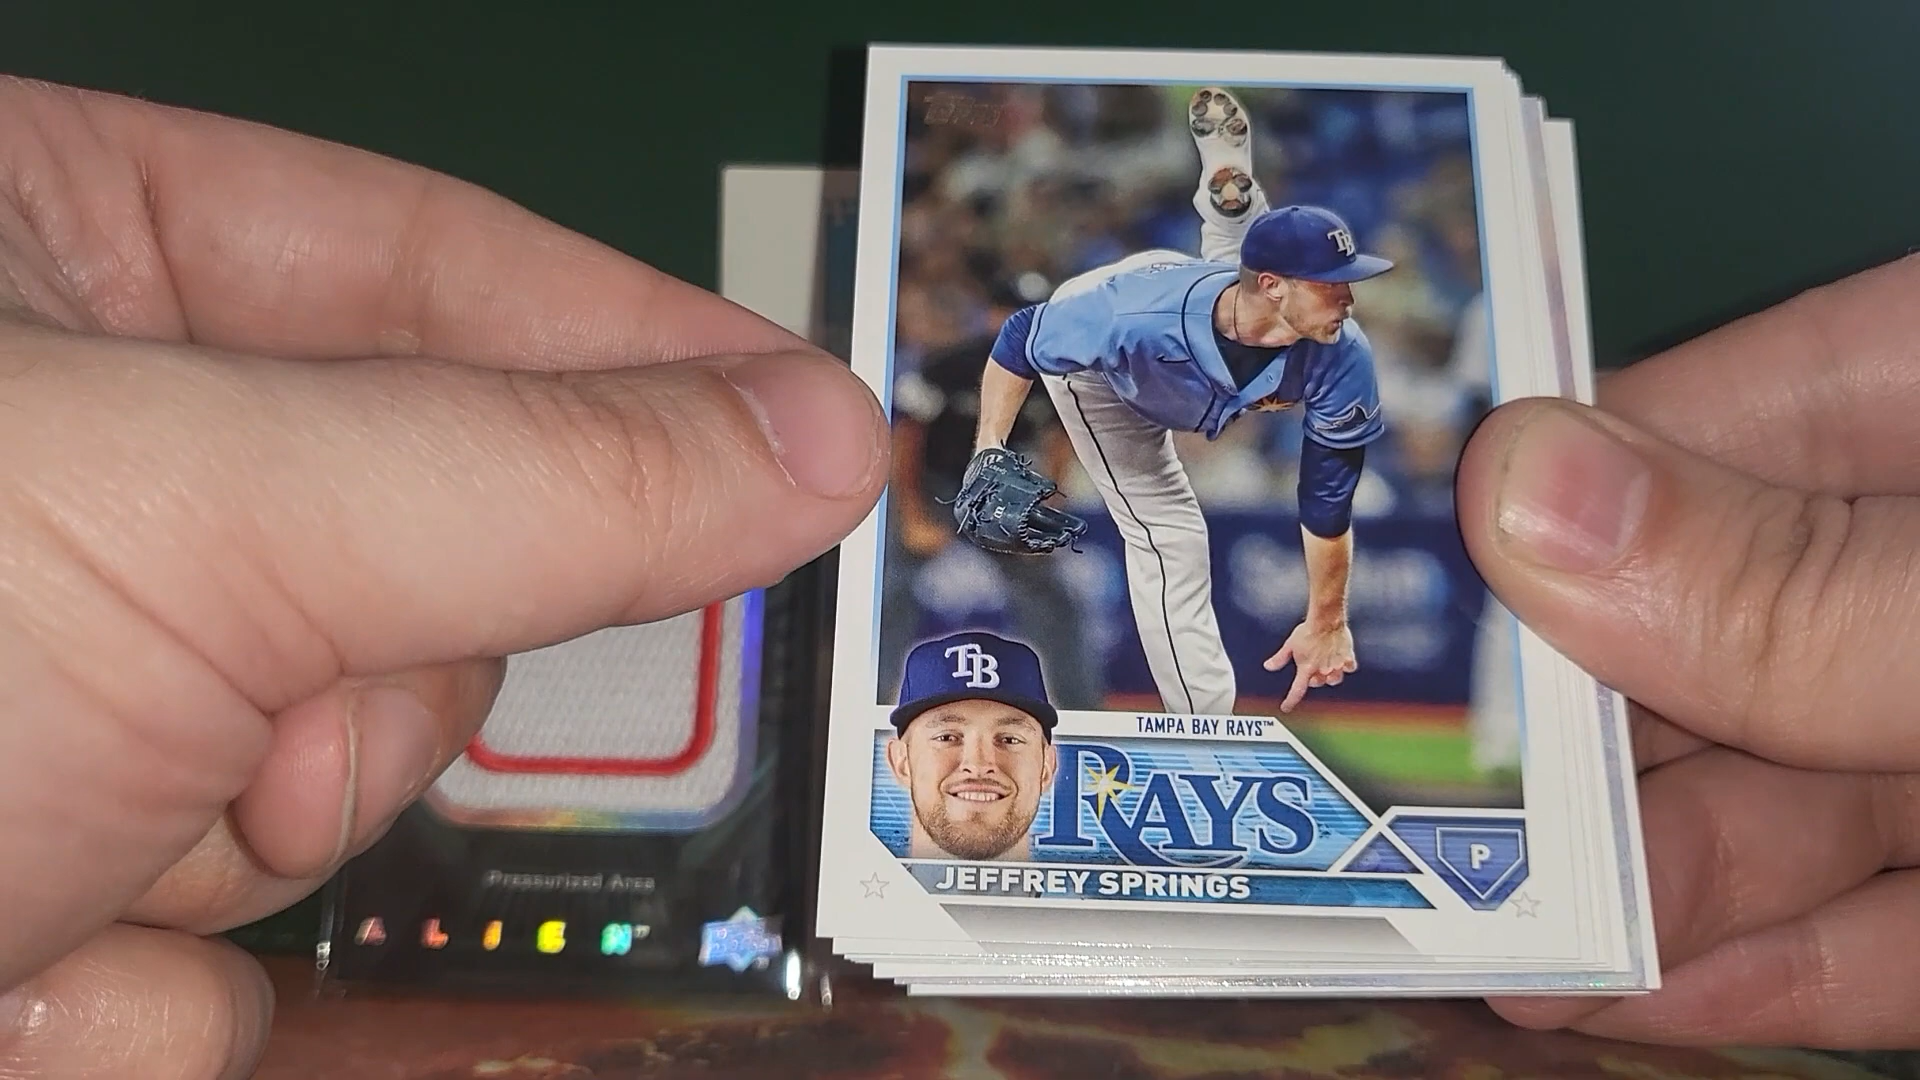 Topps
TB
TB
TAMPA BAY RAYS™
RAYS
P
JEFFREY SPRINGS
Pressurized Area
ALIEN™